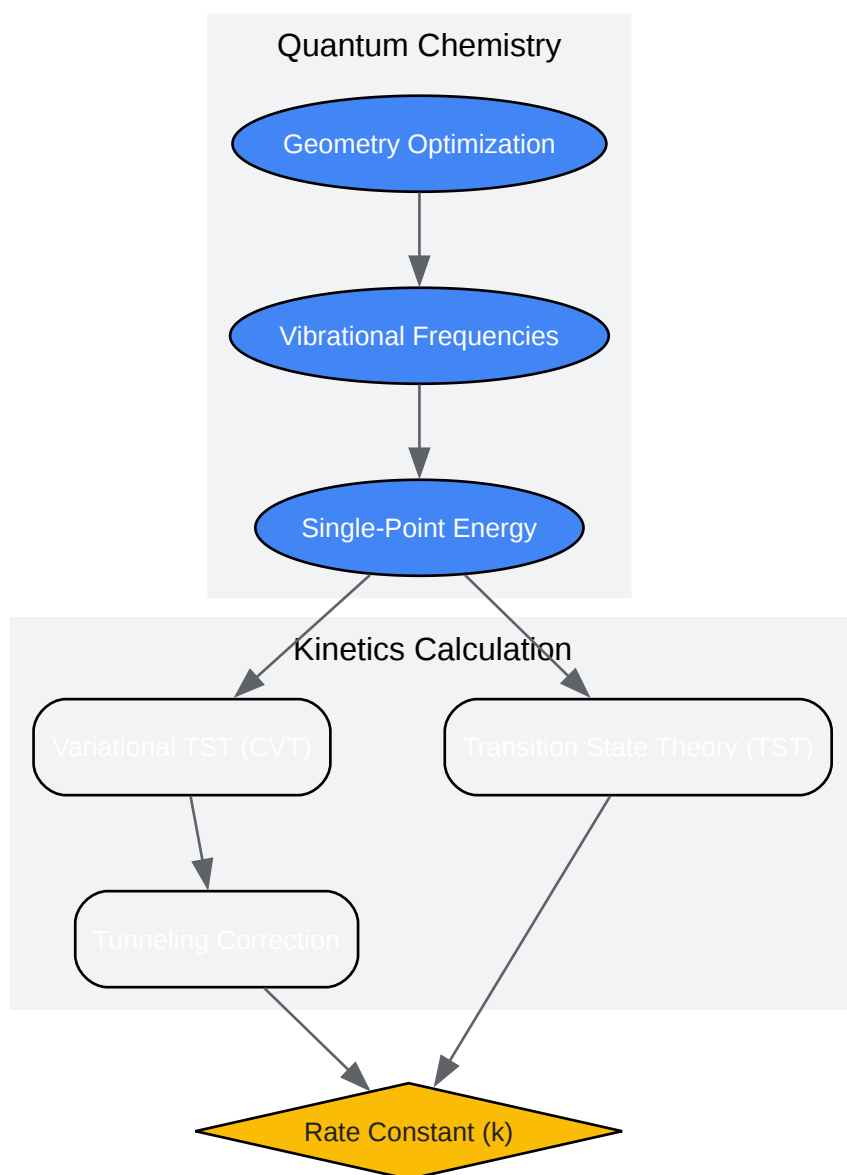 Quantum Chemistry
Geometry Optimization
Vibrational Frequencies
Single-Point Energy
Kinetics Calculation
Variational TST (CVT)
Transition State Theory (TST)
Tunneling Correction
Rate Constant (k)